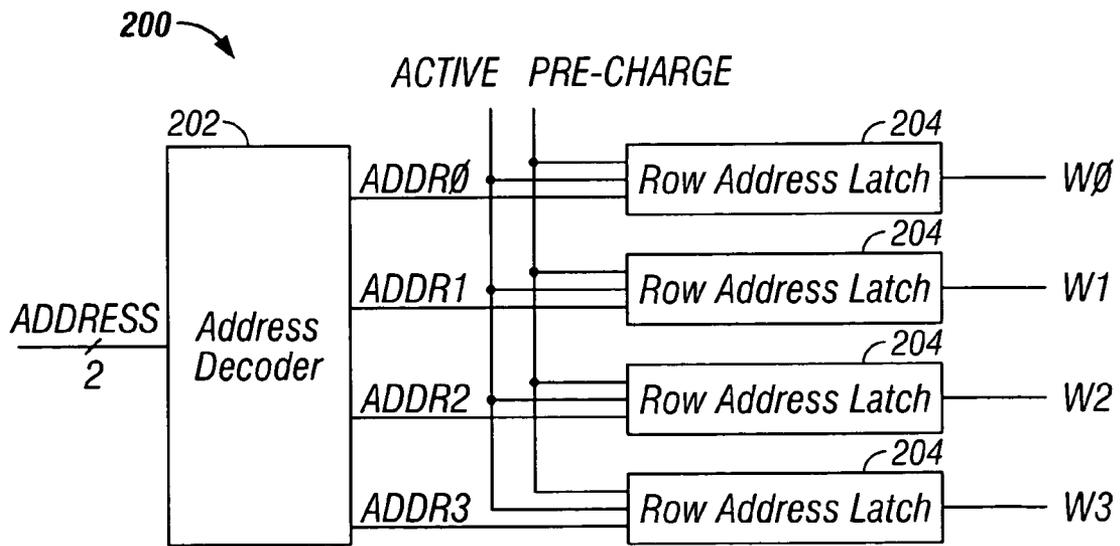 200
ACTIVE PRE-CHARGE
202
204
ADDRØ
Row Address Latch
WØ
204
ADDR1
Row Address Latch
W1
ADDRESS
2
Address
Decoder
204
ADDR2
Row Address Latch
W2
204
ADDR3
Row Address Latch
W3